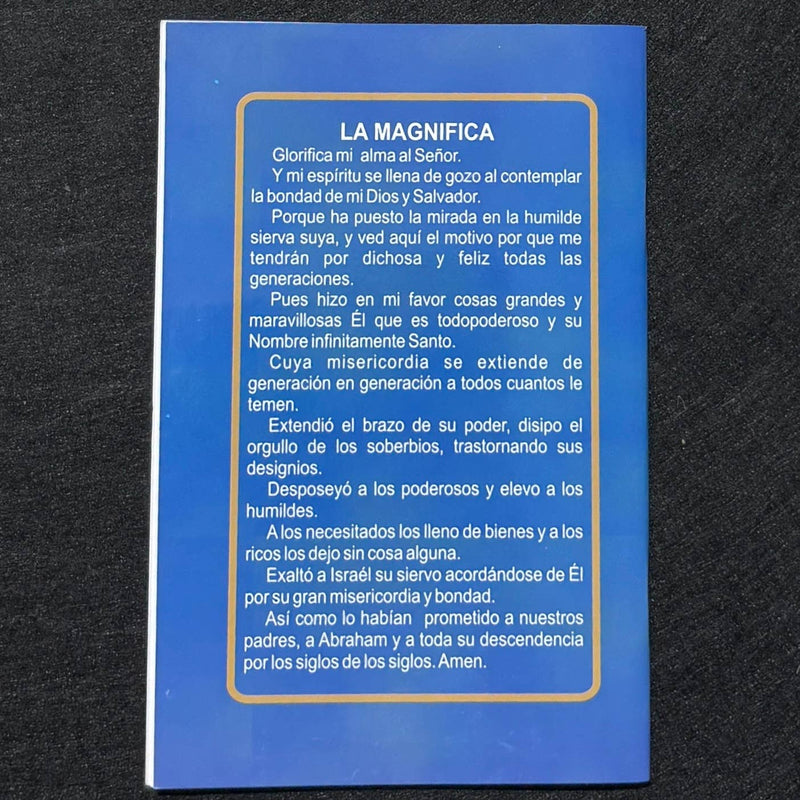 LA MAGNIFICA
Glorifica mi alma al Señor.
Y mi espíritu se llena de gozo al contemplar
la bondad de mi Dios y Salvador.
Porque ha puesto la mirada en la humilde
sierva suya, y ved aquí el motivo por que me
tendrán por dichosa y feliz todas las
generaciones.
Pues hizo en mi favor cosas grandes y
maravillosas Él que es todopoderoso y su
Nombre infinitamente Santo.
Cuya misericordia se extiende de
generación en generación a todos cuantos le
temen.
Extendió el brazo de su poder, disipo el
orgullo de los soberbios, trastornando sus
designios.
Desposeyó a los poderosos y elevo a los
humildes.
A los necesitados los lleno de bienes y a los
ricos los dejo sin cosa alguna.
Exaltó a Israél su siervo acordándose de Él
por su gran misericordia y bondad.
Así como lo habían prometido a nuestros
padres, a Abraham y a toda su descendencia
por los siglos de los siglos. Amen.